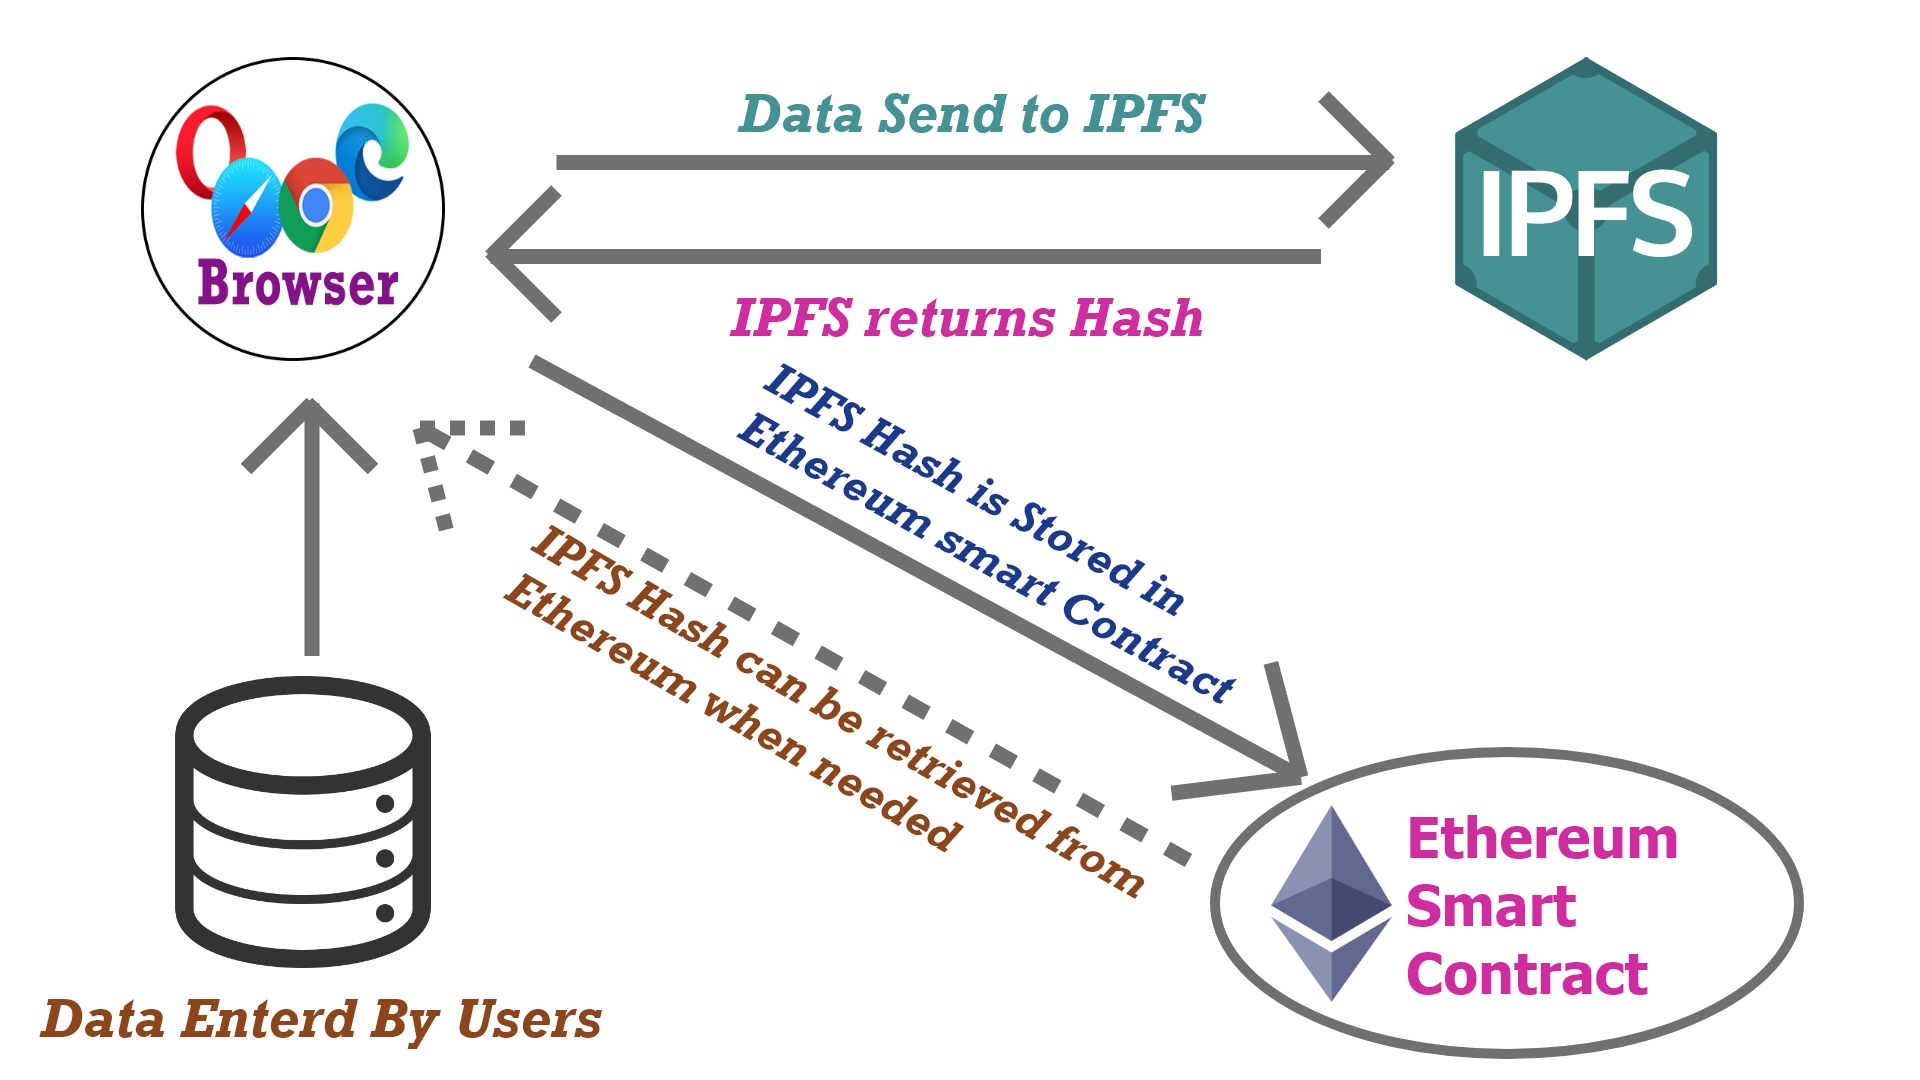 Data Send to IPFS
IPFS
Browser
IPFS returns Hash
IPFS Hash is Stored in
Ethereum smart Contract
IPFS Hash can be retrieved from
Ethereum when needed
Ethereum
Smart
Contract
Data Enterd By Users